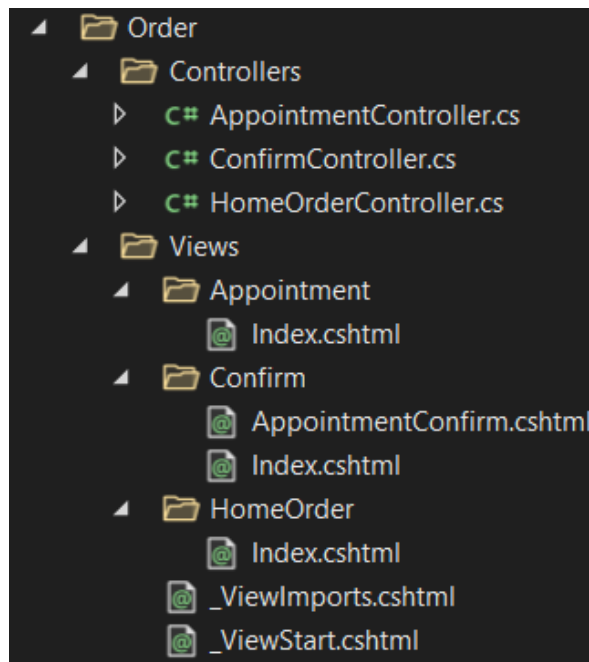 Order
Controllers
C# AppointmentController.cs
C# ConfirmController.cs
C# HomeOrderController.cs
Views
Appointment
@ Index.cshtml
Confirm
@ AppointmentConfirm.cshtml
@ Index.cshtml
HomeOrder
@ Index.cshtml
@ _ViewImports.cshtml
@ _ViewStart.cshtml